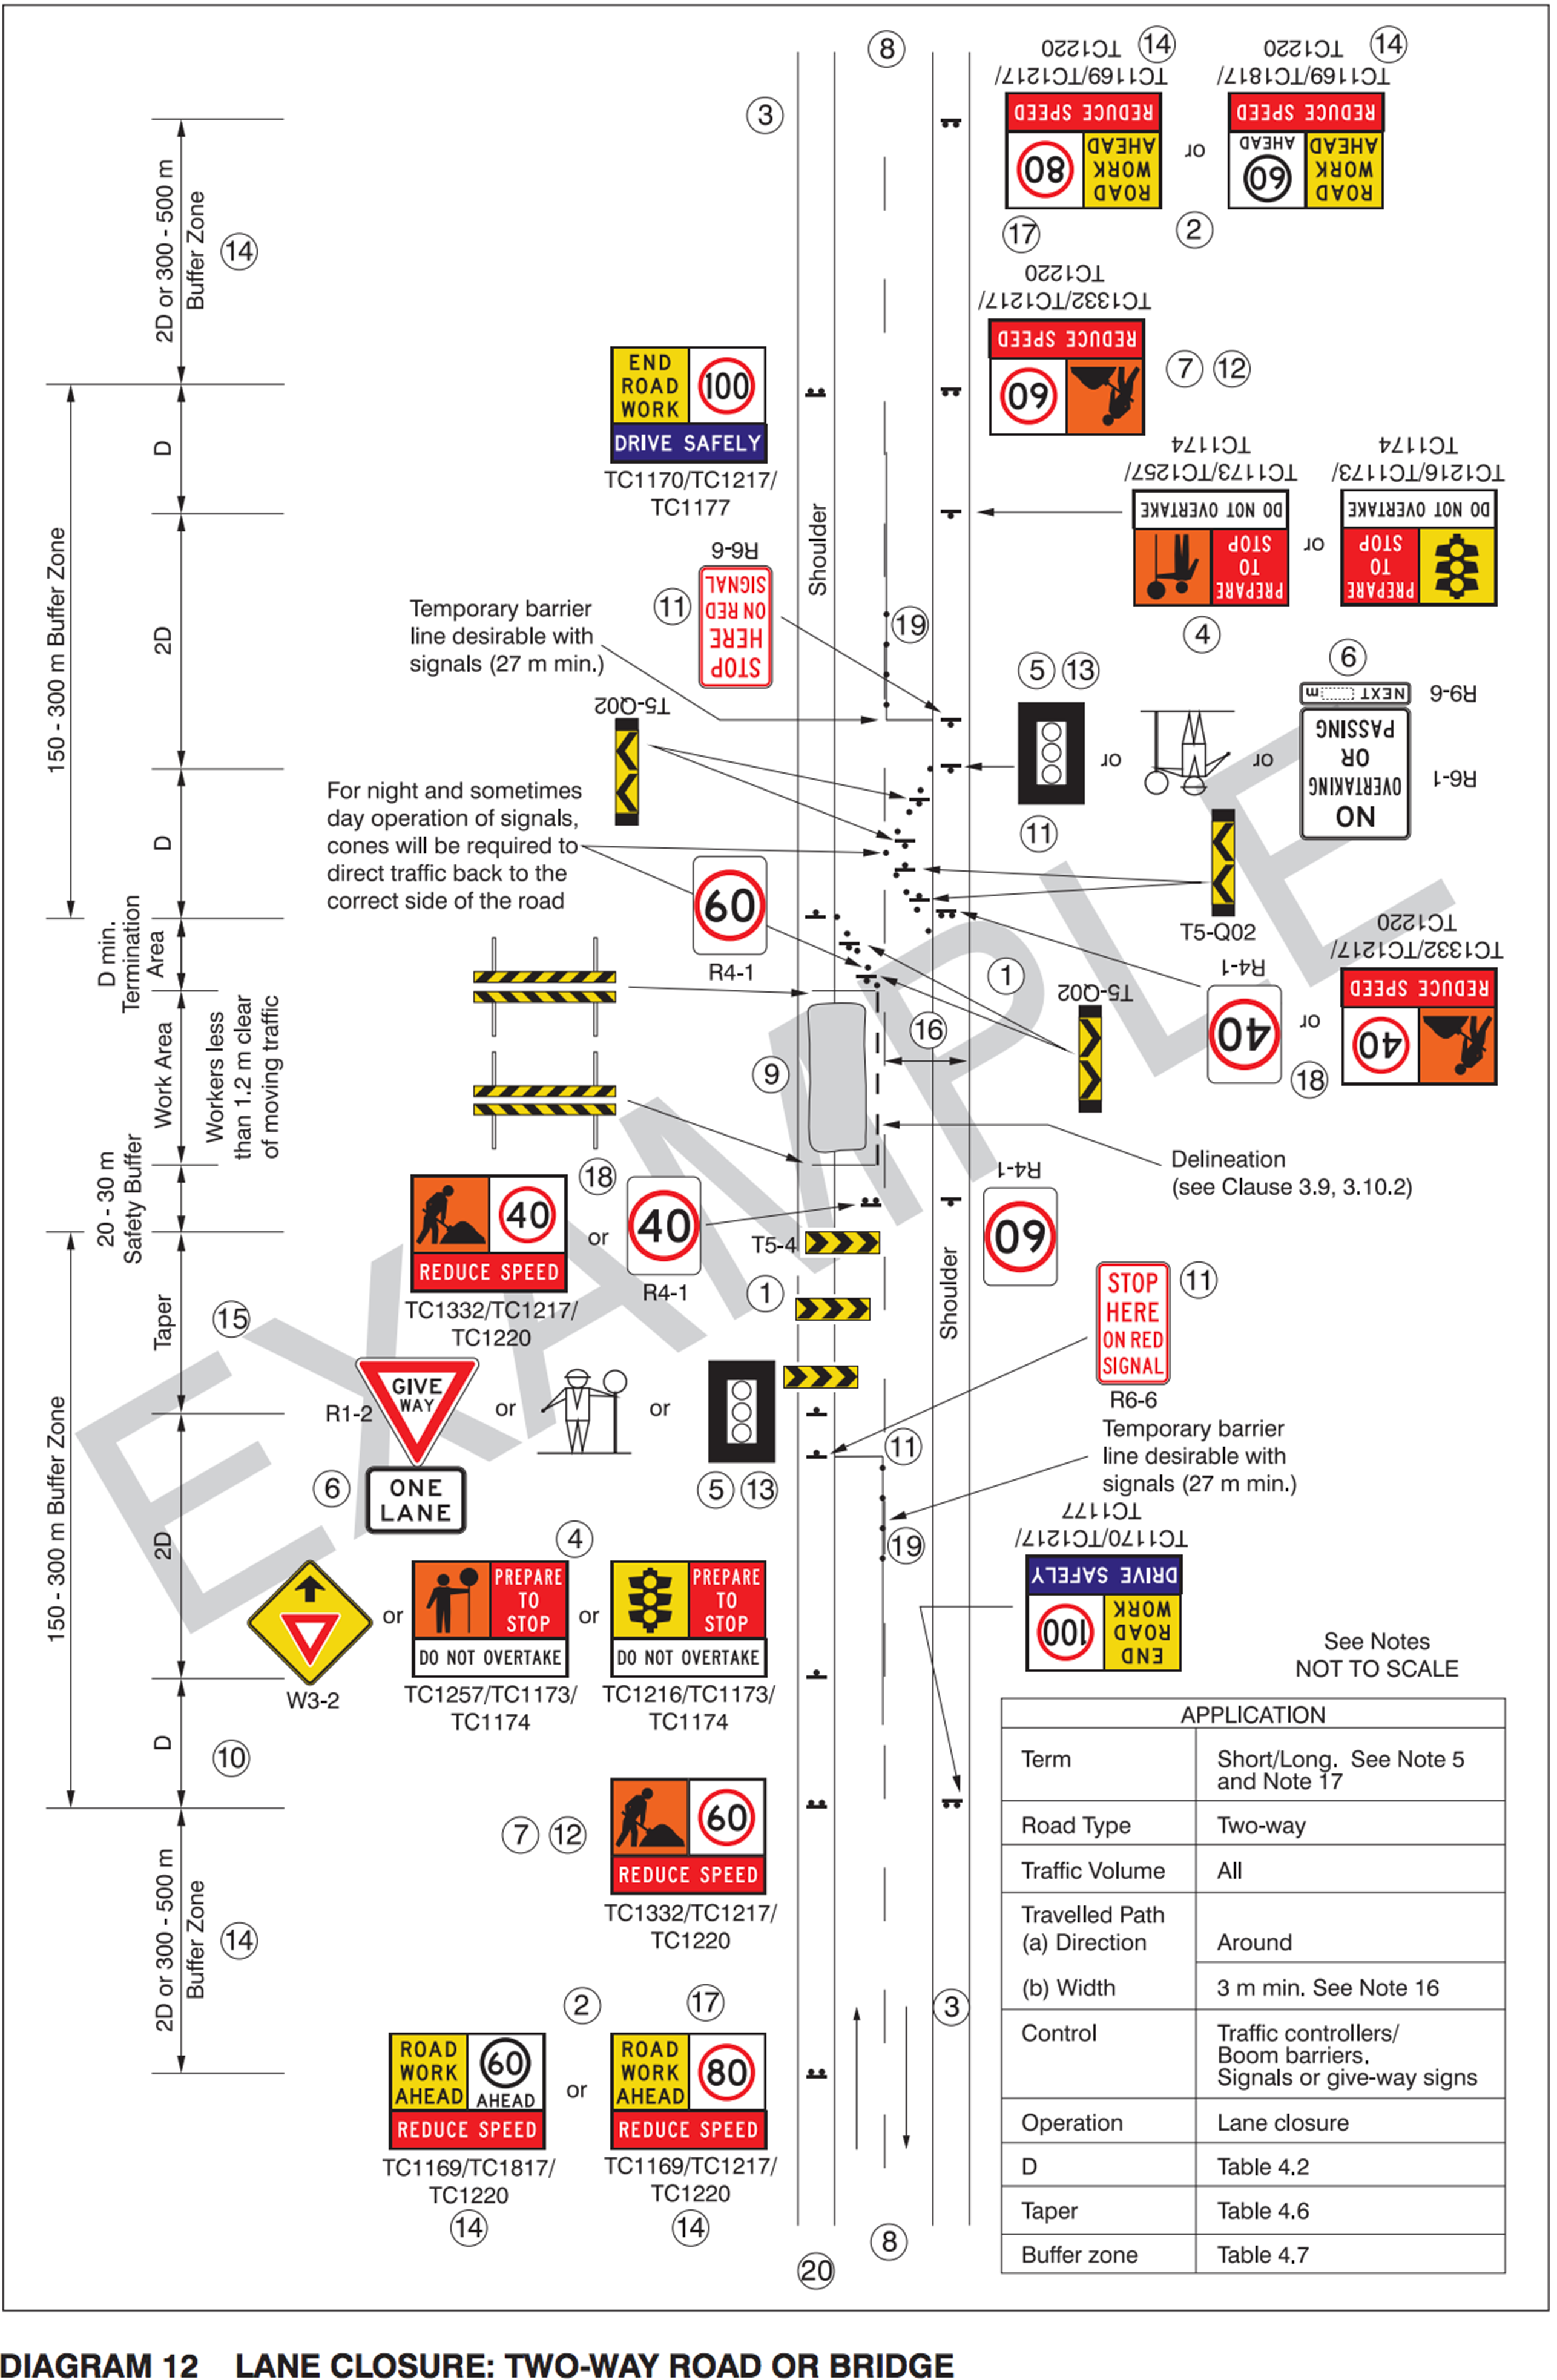 8
3
2D or 300 - 500 m
Buffer Zone
14
TC1169/TC1217/
TC1220
14
ROAD
WORK
AHEAD
80
REDUCE SPEED
17
or
2
TC1169/TC1817/
TC1220
14
ROAD
WORK
AHEAD
60
AHEAD
REDUCE SPEED
TC1332/TC1217/
TC1220
60
REDUCE SPEED
7
12
END
ROAD
WORK
100
DRIVE SAFELY
TC1170/TC1217/
TC1177
150 - 300 m Buffer Zone
D
2D
D
Shoulder
TC1173/TC1257/
TC1174
PREPARE
TO
STOP
DO NOT OVERTAKE
or
TC1216/TC1173/
TC1174
PREPARE
TO
STOP
DO NOT OVERTAKE
4
R6-6
11
STOP
HERE
ON RED
SIGNAL
Temporary barrier
line desirable with
signals (27 m min.)
19
T5-Q02
5
13
or
or
11
6
NO
OVERTAKING
OR
PASSING
NEXT
m
R9-6
R6-1
For night and sometimes
day operation of signals,
cones will be required to
direct traffic back to the
correct side of the road
60
R4-1
T5-Q02
D min.
Termination
Area
Work Area
Workers less
than 1.2 m clear
of moving traffic
1
16
9
T5-Q02
R4-1
40
or
18
TC1332/TC1217/
TC1220
40
REDUCE SPEED
Delineation
(see Clause 3.9, 3.10.2)
20 - 30 m
Safety Buffer
18
40
REDUCE SPEED
TC1332/TC1217/
TC1220
or
40
R4-1
T5-4
1
R4-1
60
Shoulder
Taper
15
150 - 300 m Buffer Zone
2D
D
10
STOP
HERE
ON RED
SIGNAL
11
R6-6
Temporary barrier
line desirable with
signals (27 m min.)
11
19
R1-2
GIVE
WAY
or
or
6
ONE
LANE
5
13
4
W3-2
or
PREPARE
TO
STOP
DO NOT OVERTAKE
TC1257/TC1173/
TC1174
or
PREPARE
TO
STOP
DO NOT OVERTAKE
TC1216/TC1173/
TC1174
TC1170/TC1217/
TC1177
END
ROAD
WORK
100
DRIVE SAFELY
See Notes
NOT TO SCALE
7
12
60
REDUCE SPEED
TC1332/TC1217/
TC1220
2D or 300 - 500 m
Buffer Zone
14
2
17
3
ROAD
WORK
AHEAD
60
AHEAD
REDUCE SPEED
TC1169/TC1817/
TC1220
14
or
ROAD
WORK
AHEAD
80
REDUCE SPEED
TC1169/TC1217/
TC1220
14
8
20
APPLICATION
Term Short/Long. See Note 5
and Note 17
Road Type Two-way
Traffic Volume All
Travelled Path
(a) Direction Around
(b) Width 3 m min. See Note 16
Control Traffic controllers/
Boom barriers.
Signals or give-way signs
Operation Lane closure
D Table 4.2
Taper Table 4.6
Buffer zone Table 4.7
EXAMPLE
DIAGRAM 12 LANE CLOSURE: TWO-WAY ROAD OR BRIDGE